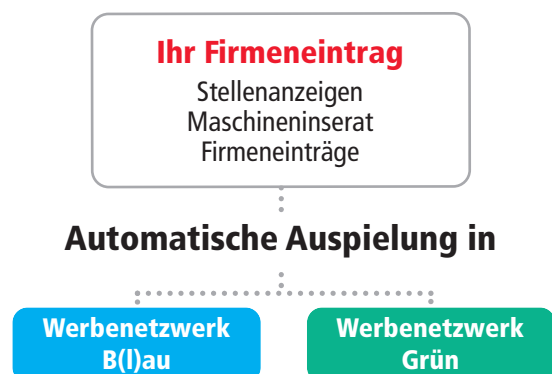 Ihr Firmeneintrag
Stellenanzeigen
Maschineninserat
Firmeneinträge
Automatische Auspielung in
Werbenetzwerk
B(l)au
Werbenetzwerk
Grün